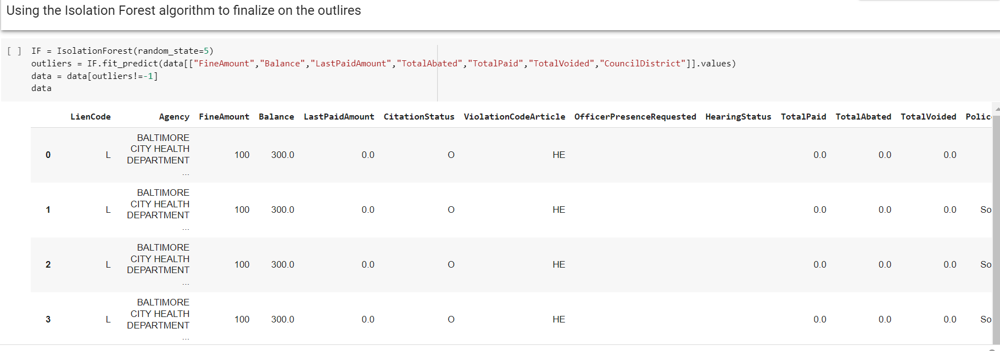 Using the Isolation Forest algorithm to finalize on the outlires
[ ] IF = IsolationForest(random_state=5)
outliers = IF.fit_predict(data[["FineAmount","Balance","LastPaidAmount","TotalAbated","TotalPaid","TotalVoided","CouncilDistrict"]].values)
data = data[outliers!=-1]
data
LienCode Agency FineAmount Balance LastPaidAmount CitationStatus ViolationCodeArticle OfficerPresenceRequested HearingStatus TotalPaid TotalAbated TotalVoided Polic
BALTIMORE
CITY HEALTH
0 L DEPARTMENT 100 300.0 0.0 O HE 0.0 0.0 0.0
...
BALTIMORE
CITY HEALTH
1 L DEPARTMENT 100 300.0 0.0 O HE 0.0 0.0 0.0 So
...
BALTIMORE
CITY HEALTH
2 L DEPARTMENT 100 300.0 0.0 O HE 0.0 0.0 0.0 So
...
BALTIMORE
CITY HEALTH
3 L DEPARTMENT 100 300.0 0.0 O HE 0.0 0.0 0.0 So
...